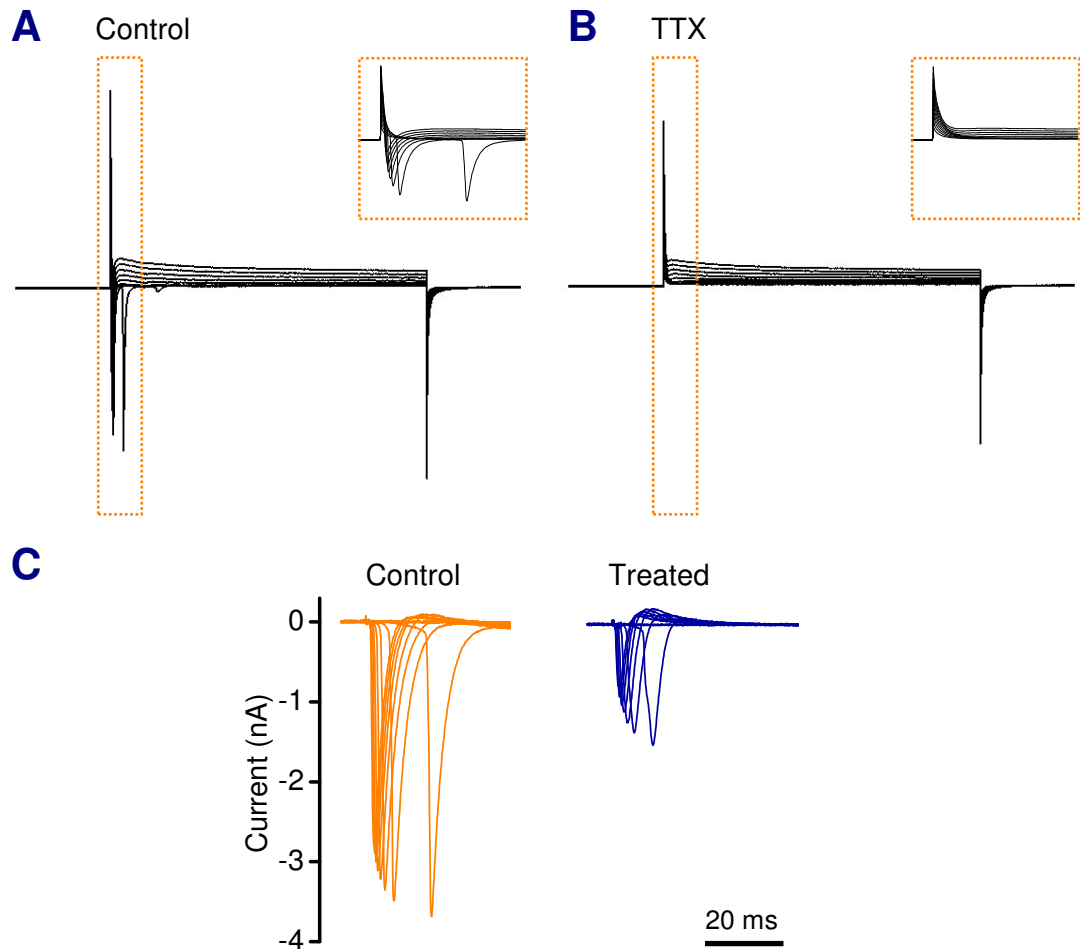 A
Control
B
TTX
C
Control
Treated
0
-1
-2
-3
-4
Current (nA)
20 ms